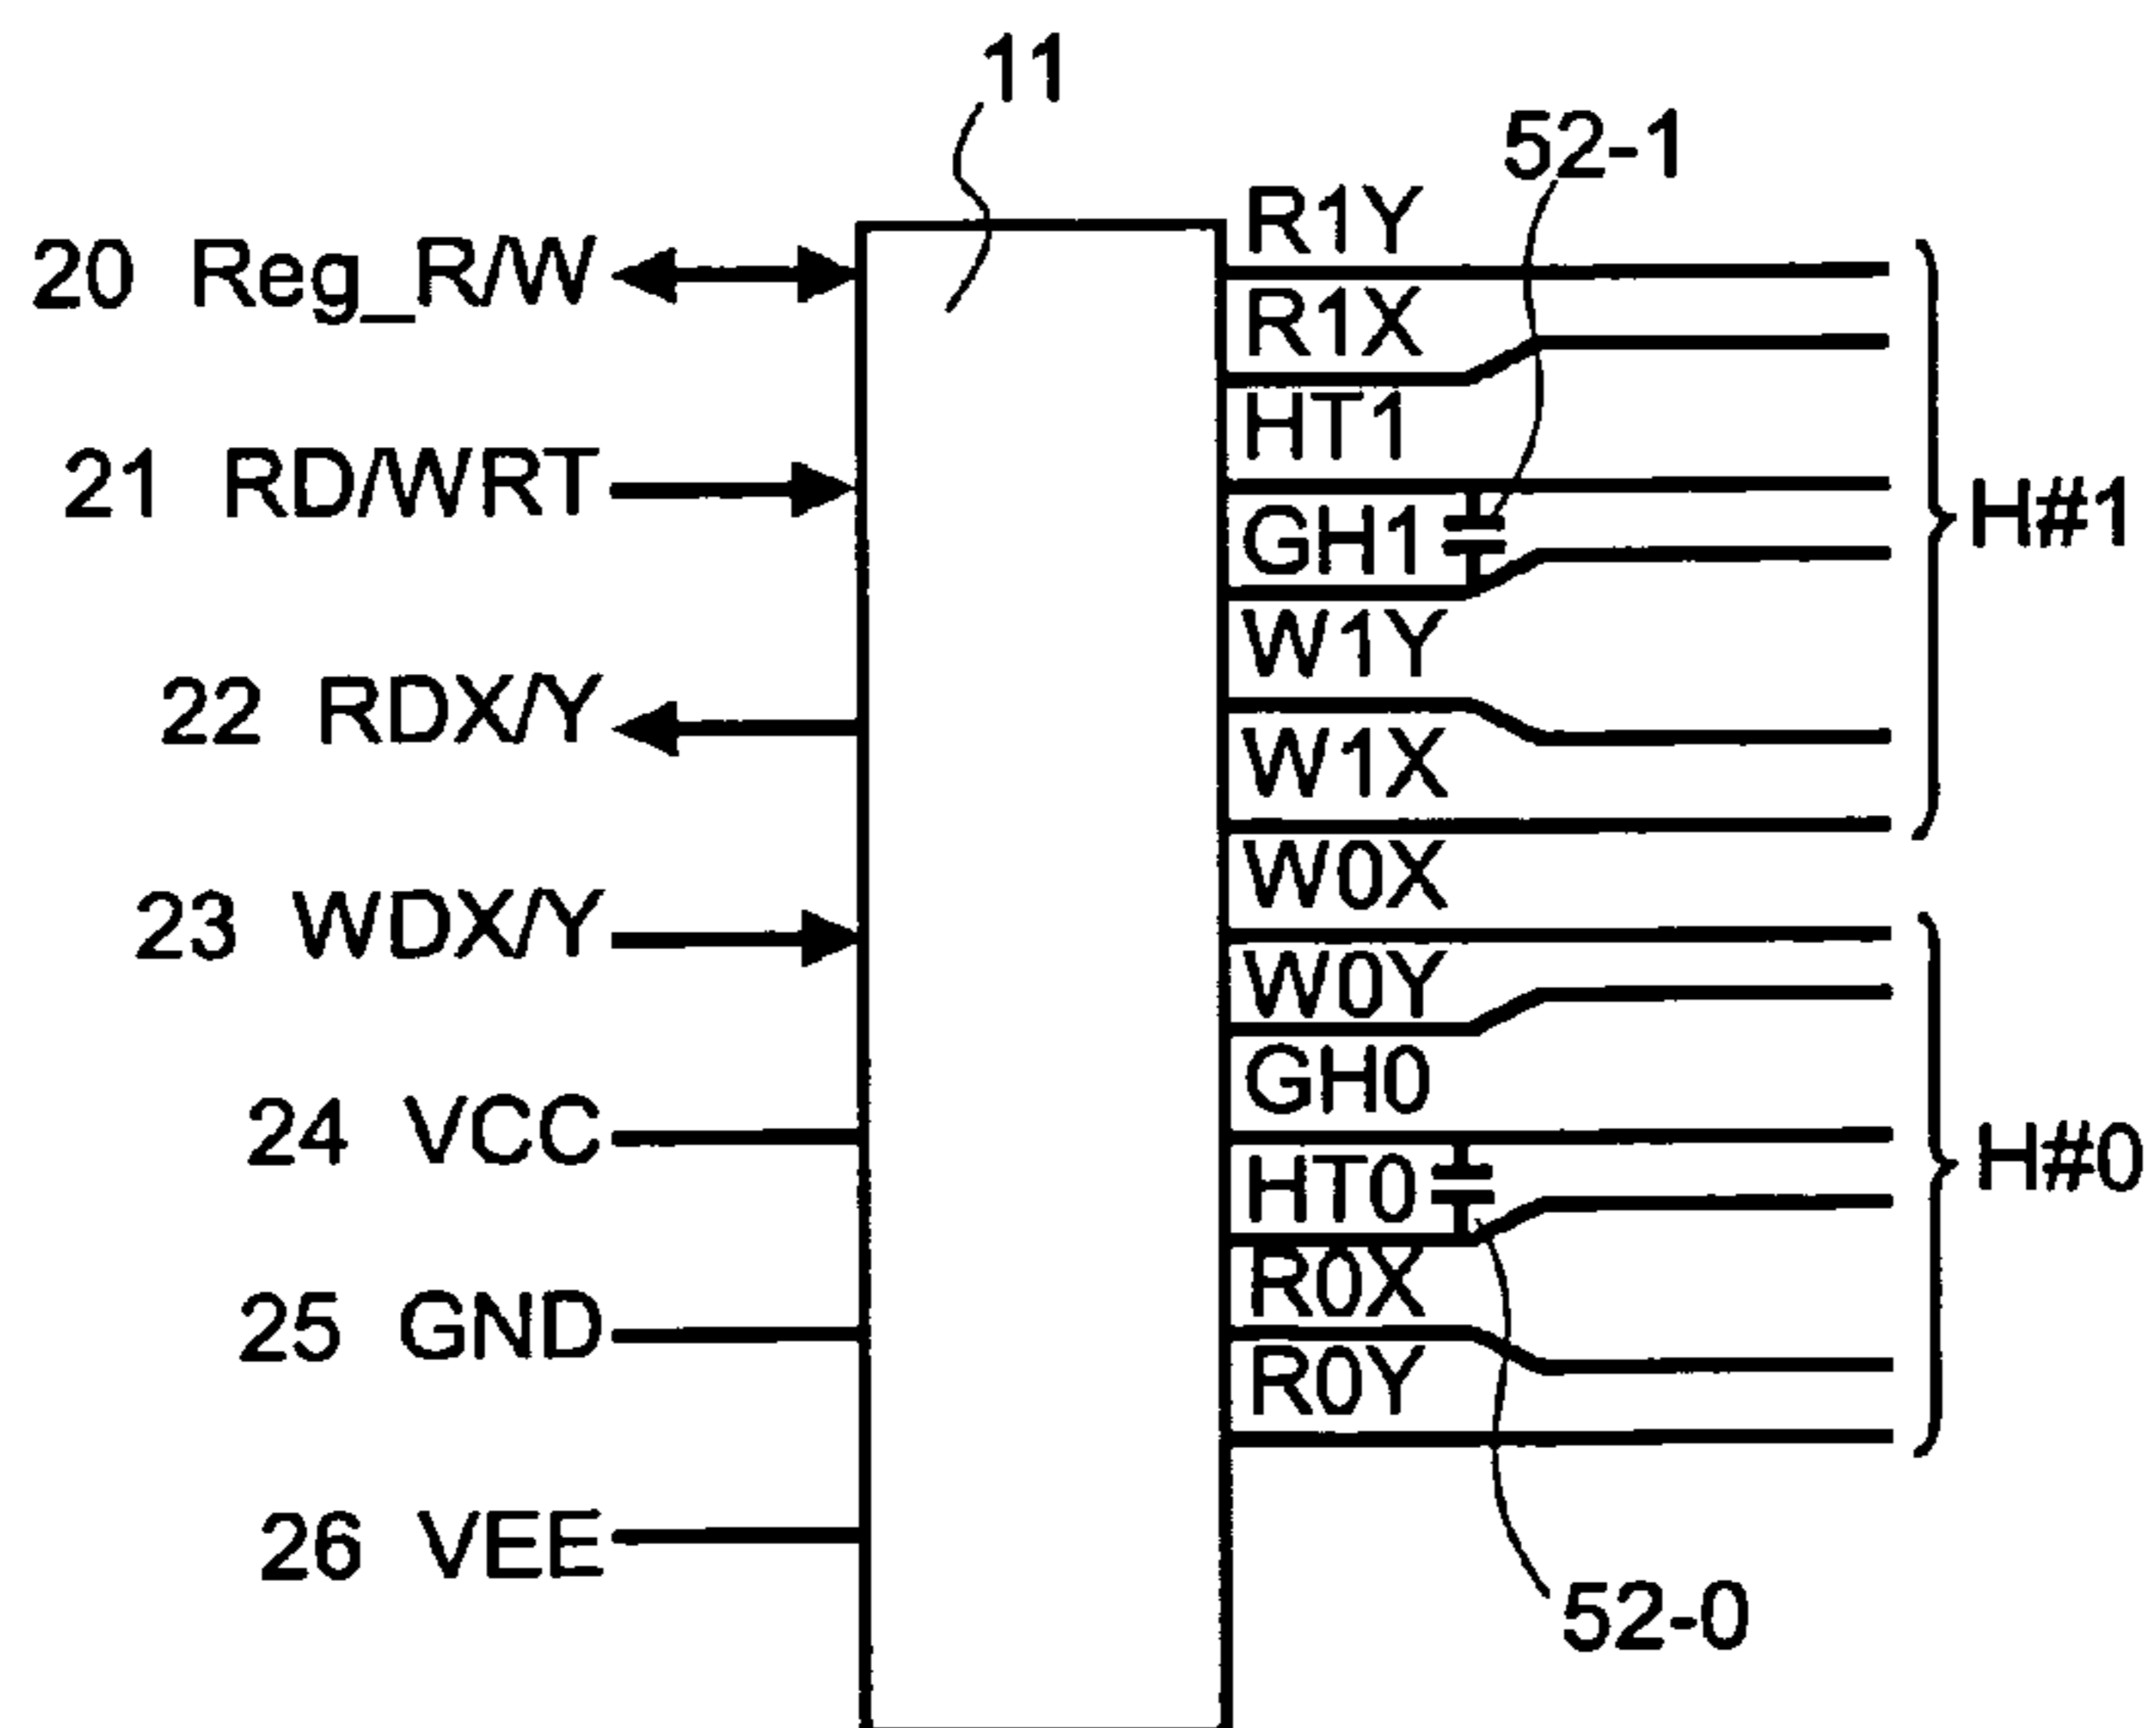 11
52-1
20 Reg_R/W
21 RD/WRT
22 RDX/Y
23 WDX/Y
24 VCC
25 GND
26 VEE
R1Y
R1X
HT1
GH1
W1Y
W1X
W0X
W0Y
GH0
HT0
R0X
R0Y
H#1
H#0
52-0